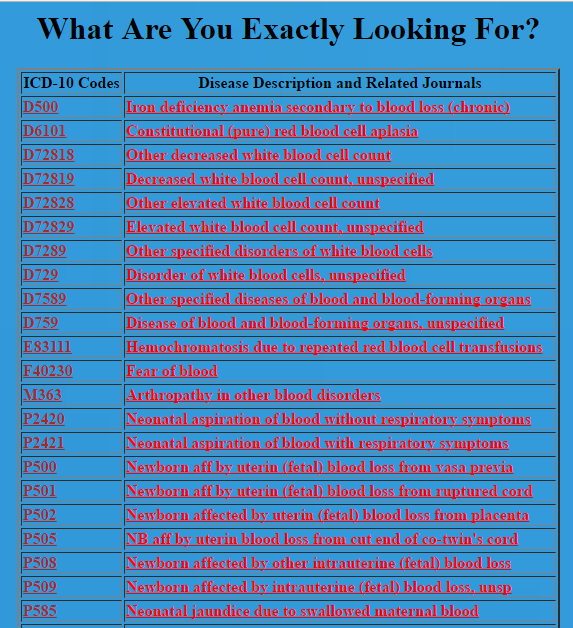 What Are You Exactly Looking For?
ICD-10 Codes Disease Description and Related Journals
D500 Iron deficiency anemia secondary to blood loss (chronic)
D6101 Constitutional (pure) red blood cell aplasia
D72818 Other decreased white blood cell count
D72819 Decreased white blood cell count, unspecified
D72828 Other elevated white blood cell count
D72829 Elevated white blood cell count, unspecified
D7289 Other specified disorders of white blood cells
D729 Disorder of white blood cells, unspecified
D7589 Other specified diseases of blood and blood-forming organs
D759 Disease of blood and blood-forming organs, unspecified
E83111 Hemochromatosis due to repeated red blood cell transfusions
F40230 Fear of blood
M363 Arthropathy in other blood disorders
P2420 Neonatal aspiration of blood without respiratory symptoms
P2421 Neonatal aspiration of blood with respiratory symptoms
P500 Newborn aff by uterin (fetal) blood loss from vasa previa
P501 Newborn aff by uterin (fetal) blood loss from ruptured cord
P502 Newborn affected by uterin (fetal) blood loss from placenta
P505 NB aff by uterin blood loss from cut end of co-twin's cord
P508 Newborn affected by other intrauterine (fetal) blood loss
P509 Newborn affected by intrauterine (fetal) blood loss, unsp
P585 Neonatal jaundice due to swallowed maternal blood